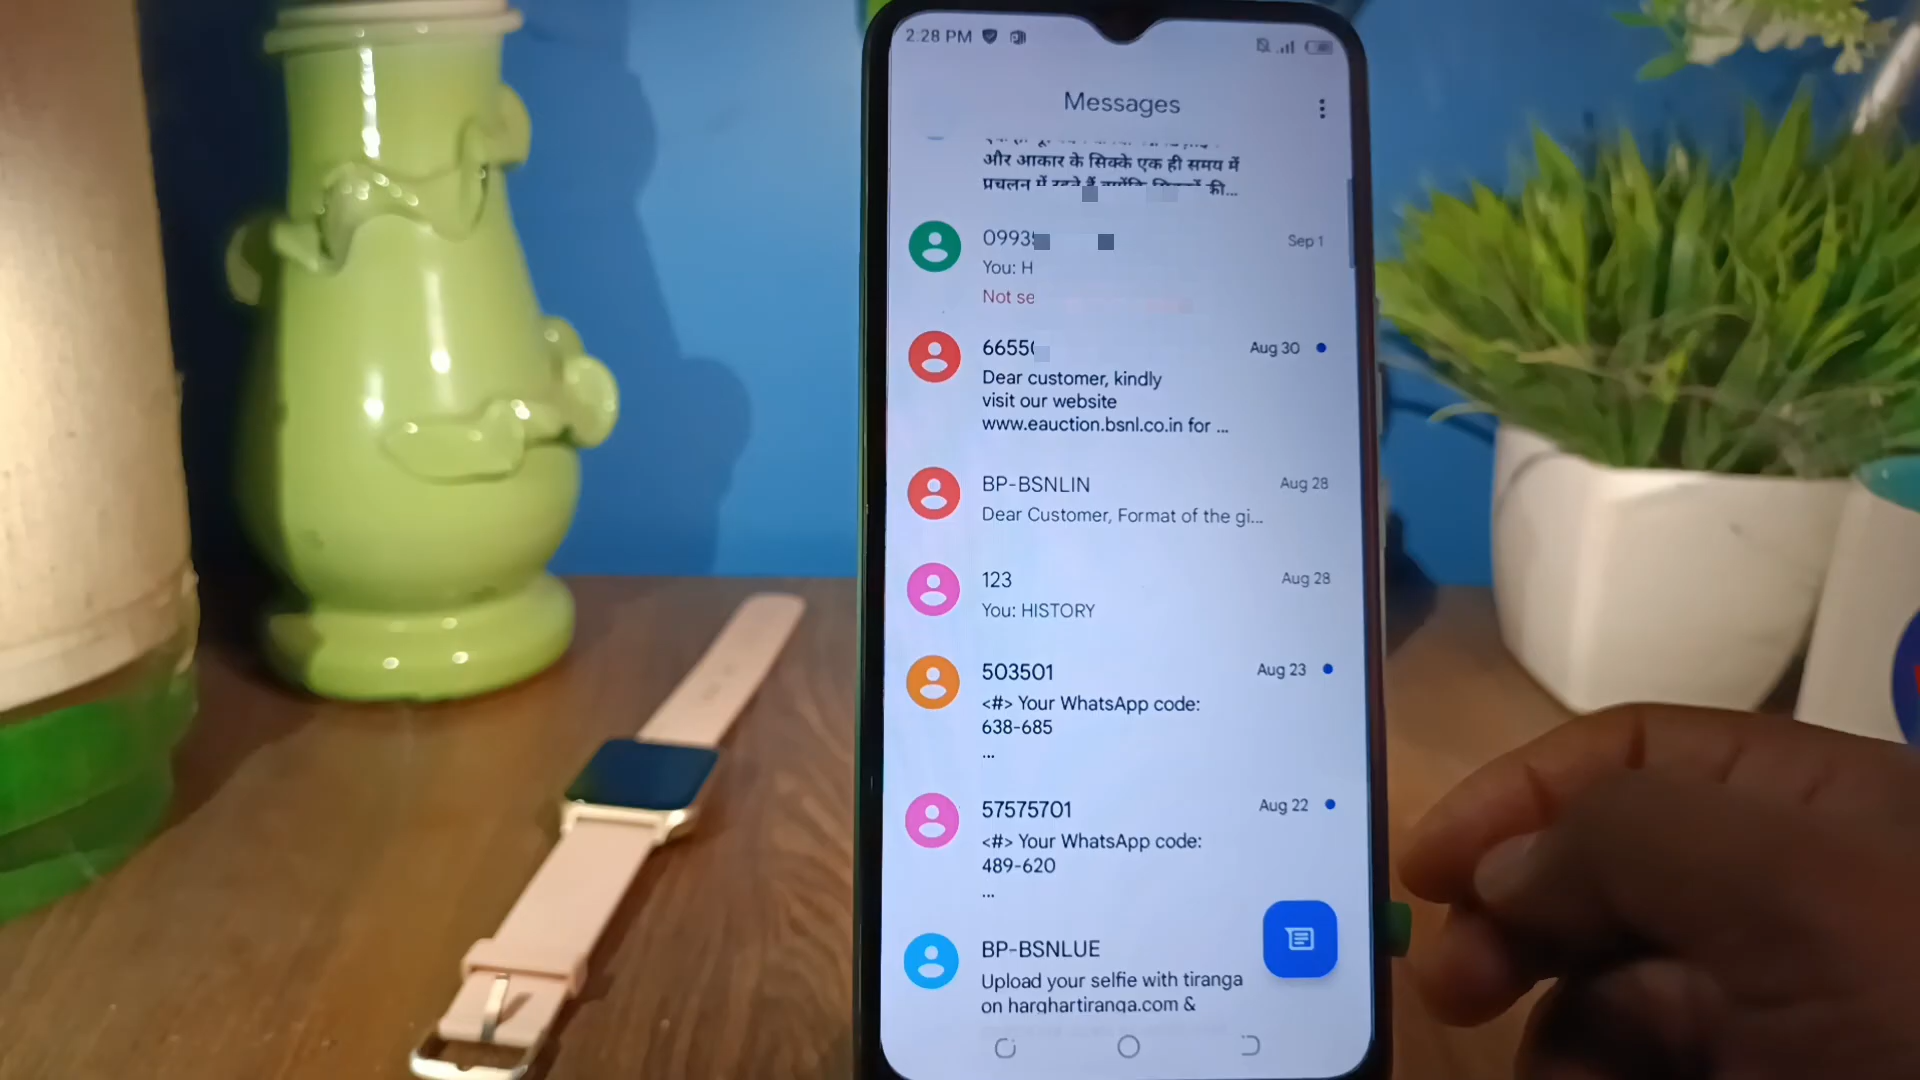 2.28 PM
Messages
और आकार के सिक्के एक ही समय में
प्रचलन में रहते हैं क्योंकि सिक्कों की...
0993
Sep 1
You: H
Not se
6655
Aug 30
Dear customer, kindly
visit our website
www.eauction.bsnl.co.in for ...
BP-BSNLIN
Aug 28
Dear Customer, Format of the gi...
123
Aug 28
You: HISTORY
503501
Aug 23
<#> Your WhatsApp code:
638-685
...
57575701
Aug 22
<#> Your WhatsApp code:
489-620
...
BP-BSNLUE
Upload your selfie with tiranga
on harghartiranga.com &